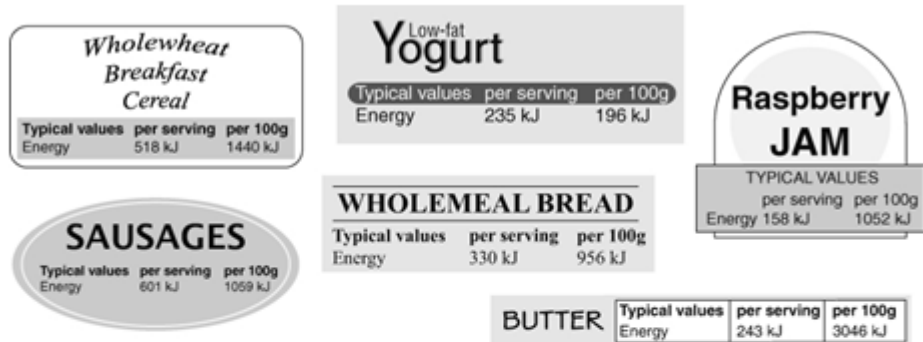 Wholewheat
Breakfast
Cereal
Typical values per serving per 100g
Energy 518 kJ 1440 kJ
Low-fat
Yogurt
Typical values per serving per 100g
Energy 235 kJ 196 kJ
Raspberry
JAM
TYPICAL VALUES
per serving per 100g
Energy 158 kJ 1052 kJ
SAUSAGES
Typical values per serving per 100g
Energy 601 kJ 1059 kJ
WHOLEMEAL BREAD
Typical values per serving per 100g
Energy 330 kJ 956 kJ
BUTTER
Typical values per serving per 100g
Energy 243 kJ 3046 kJ